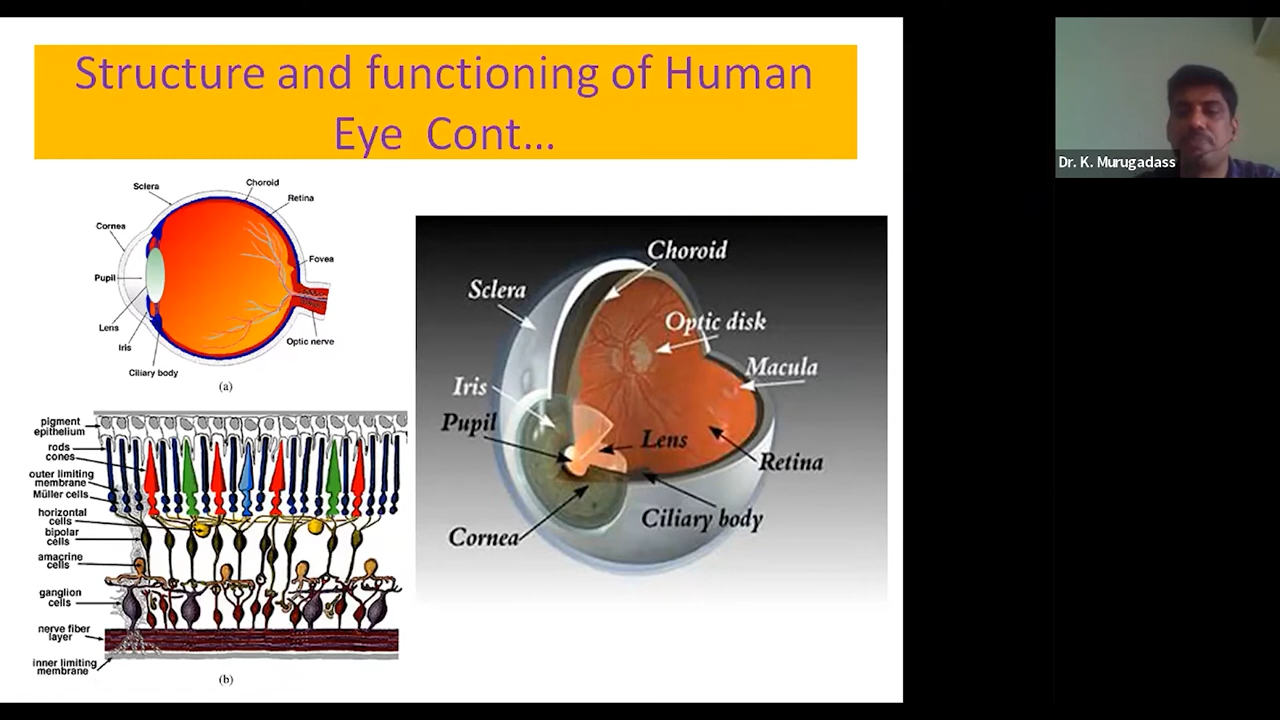 Structure and functioning of Human
Eye Cont...
Sclera
Choroid
Retina
Cornea
Fovea
Pupil
Lens
Iris
Optic nerve
Ciliary body
(a)
pigment
epithelium
rods
cones
outer limiting
membrane
Müller cells
horizontal
cells
bipolar
cells
amacrine
cells
ganglion
cells
nerve fiber
layer
inner limiting
membrane
(b)
Choroid
Sclera
Optic disk
Macula
Iris
Pupil
Lens
Retina
Ciliary body
Cornea
Dr. K. Murugadass